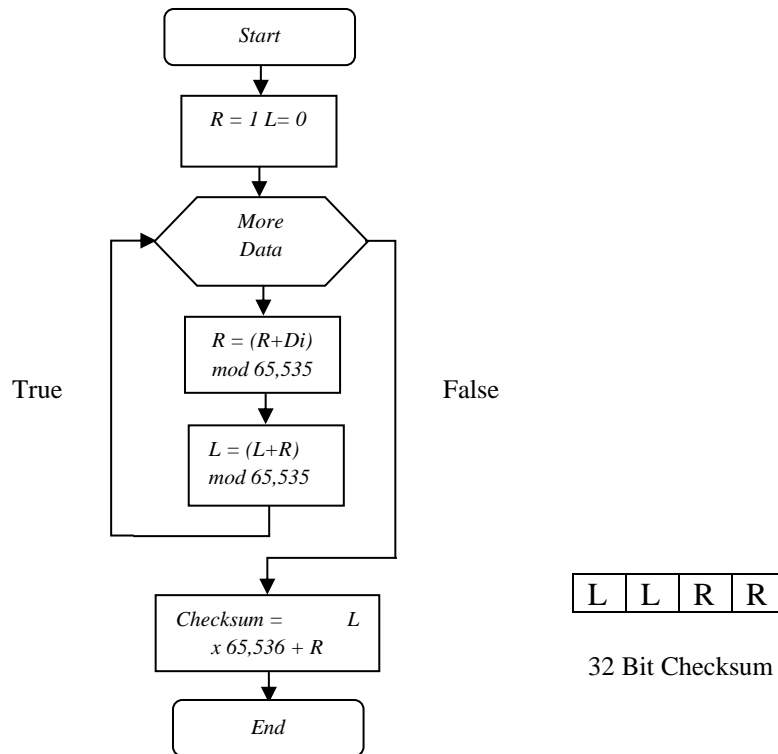 Start
R = 1 L= 0
More
Data
R = (R+Di)
mod 65,535
True
False
L = (L+R)
mod 65,535
Checksum = L
x 65,536 + R
L L R R
32 Bit Checksum
End